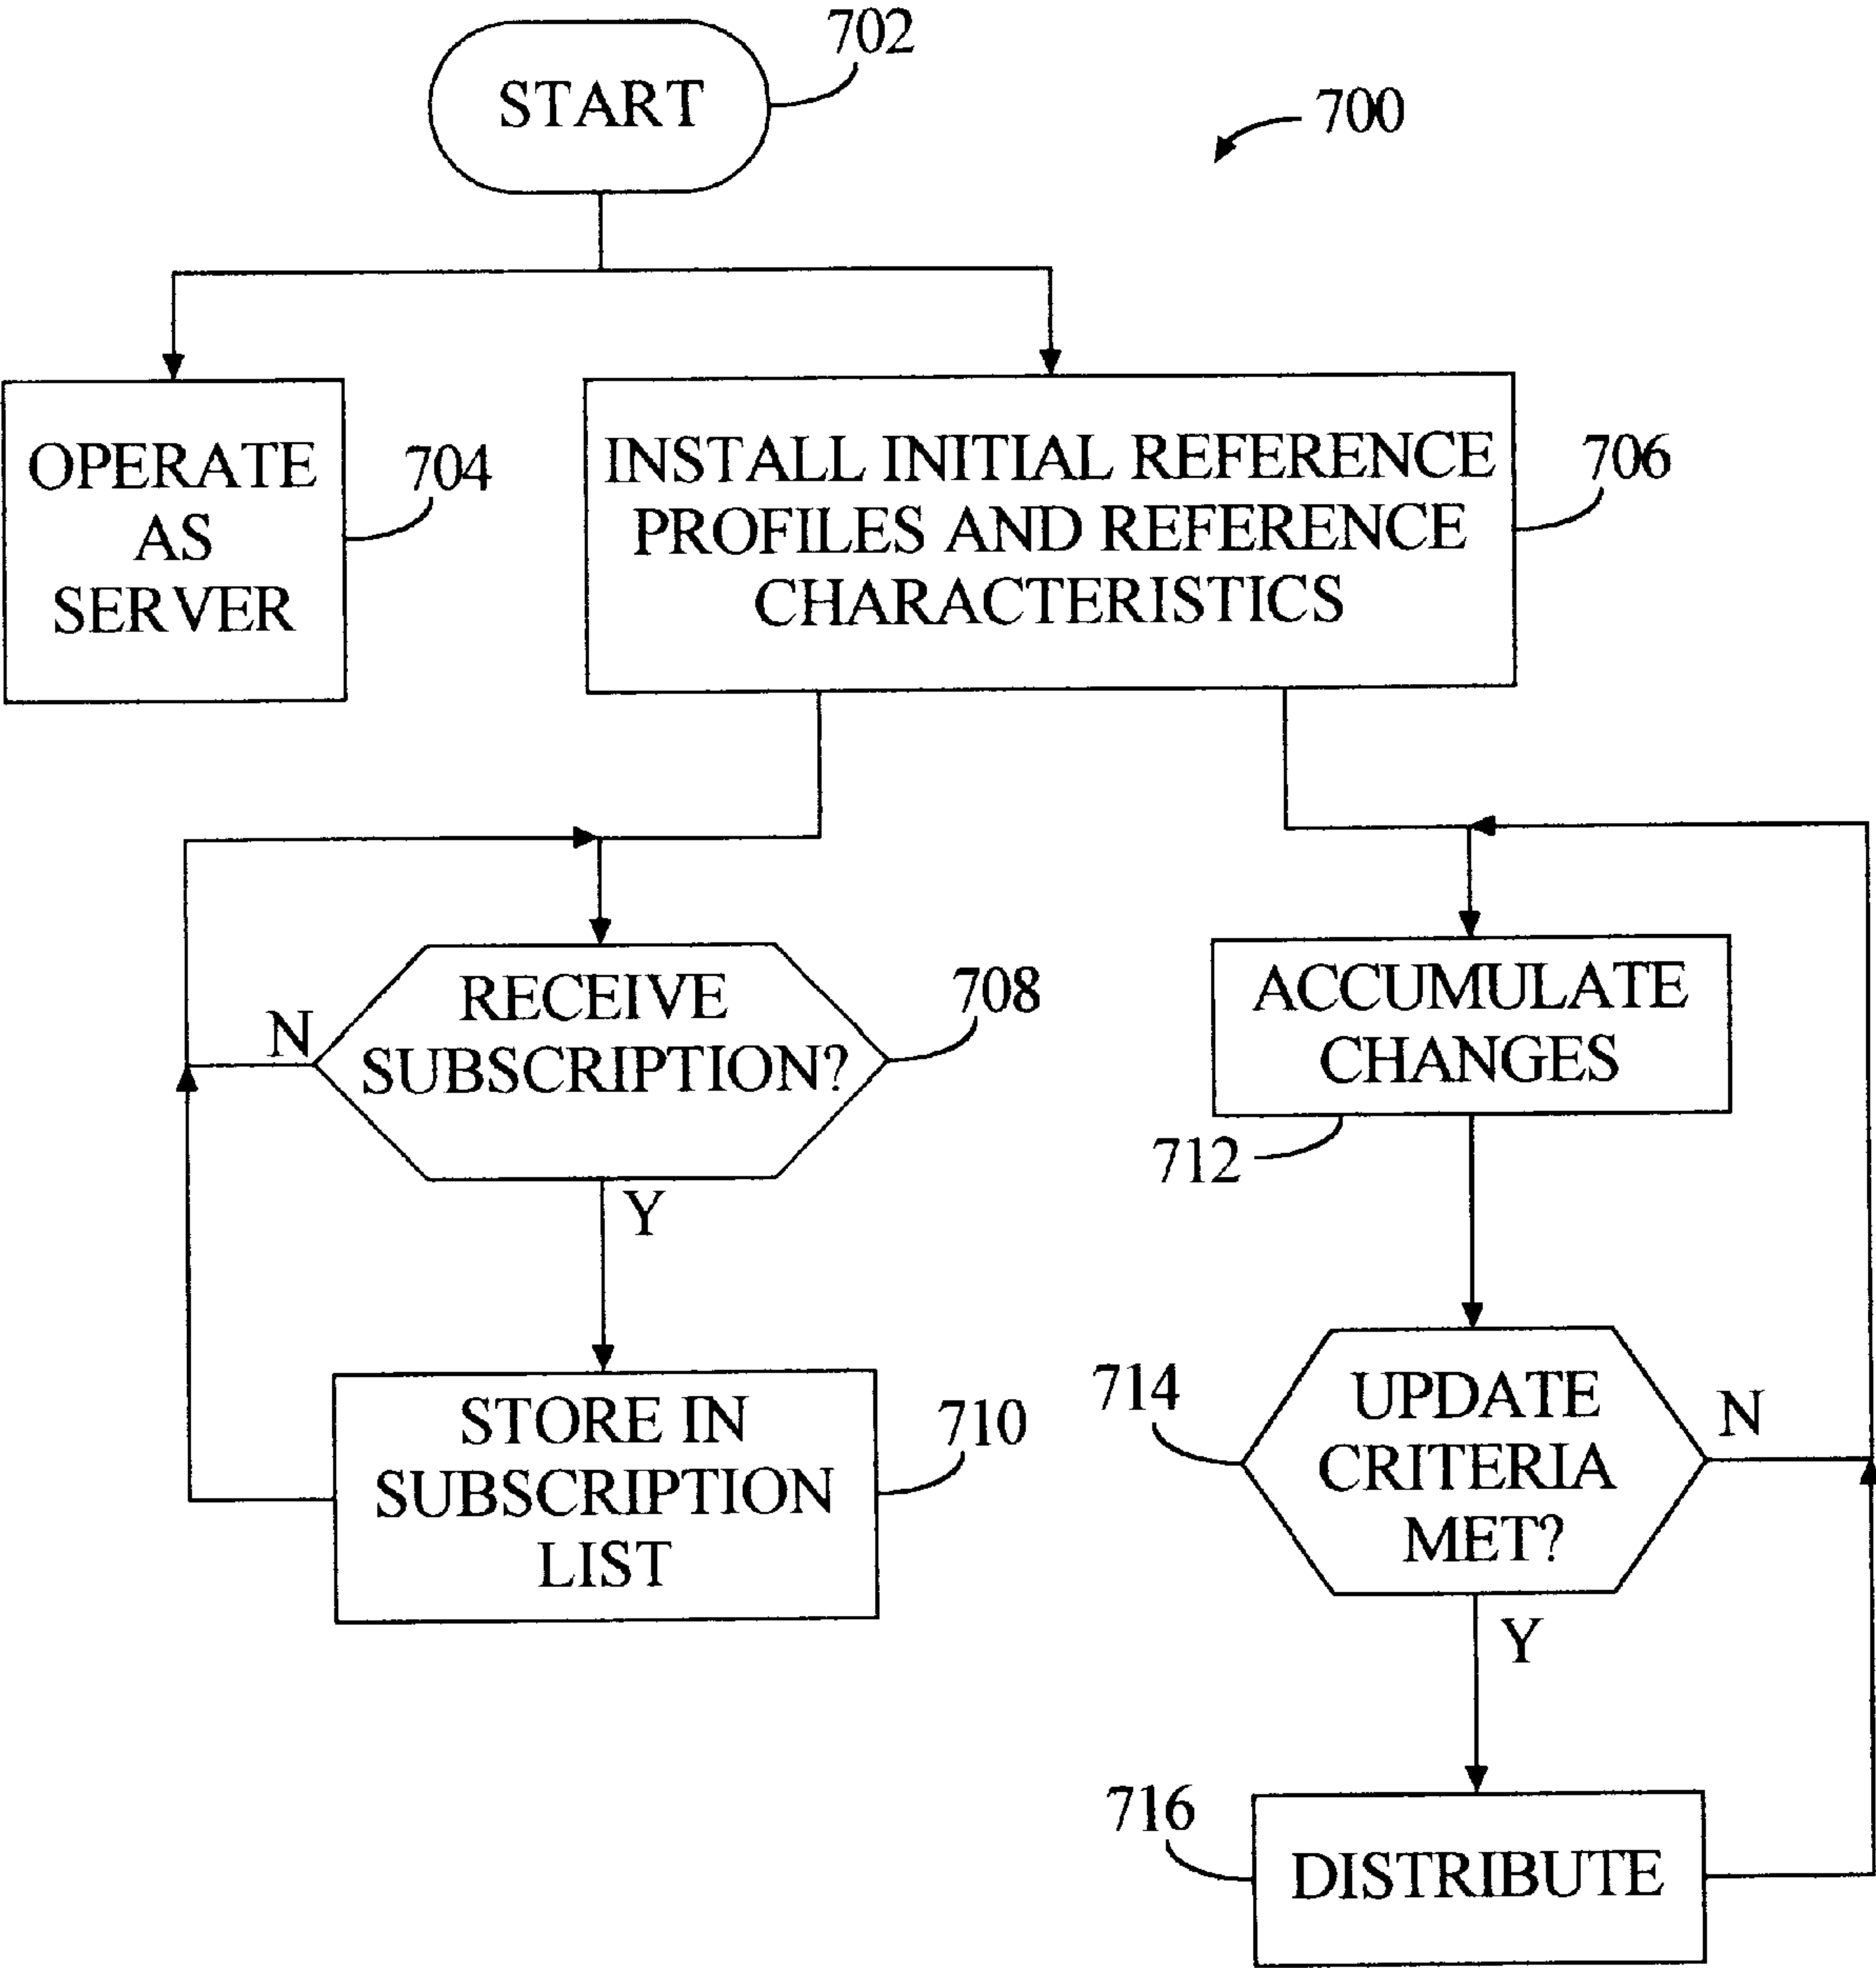 702
START
700
OPERATE
AS
SERVER
704
INSTALL INITIAL REFERENCE
PROFILES AND REFERENCE
CHARACTERISTICS
706
RECEIVE
SUBSCRIPTION?
708
N
Y
STORE IN
SUBSCRIPTION
LIST
710
ACCUMULATE
CHANGES
712
UPDATE
CRITERIA
MET?
714
N
Y
DISTRIBUTE
716